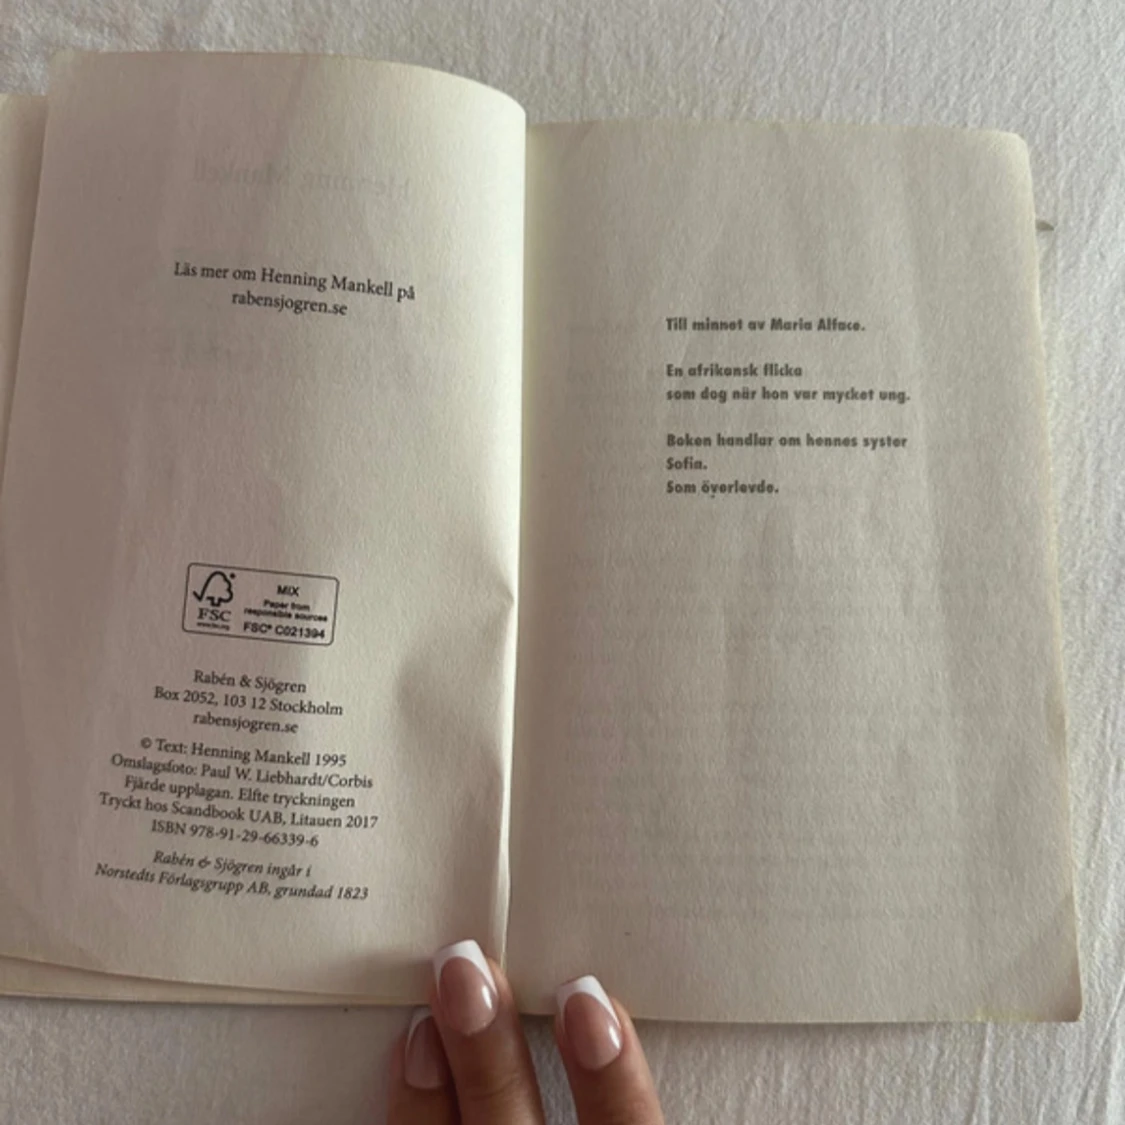 Läs mer om Henning Mankell på
rabensjogren.se
FSC
MIX
Paper from
responsible sources
FSC® C021394
Rabén & Sjögren
Box 2052, 103 12 Stockholm
rabensjogren.se
© Text: Henning Mankell 1995
Omslagsfoto: Paul W. Liebhardt/Corbis
Fjärde upplagan. Elfte tryckningen
Tryckt hos Scandbook UAB, Litauen 2017
ISBN 978-91-29-66339-6
Rabén & Sjögren ingår i
Norstedts Förlagsgrupp AB, grundad 1823
Till minnet av Maria Alface.
En afrikansk flicka
som dog när hon var mycket ung.
Boken handlar om hennes syster
Sofia.
Som överlevde.